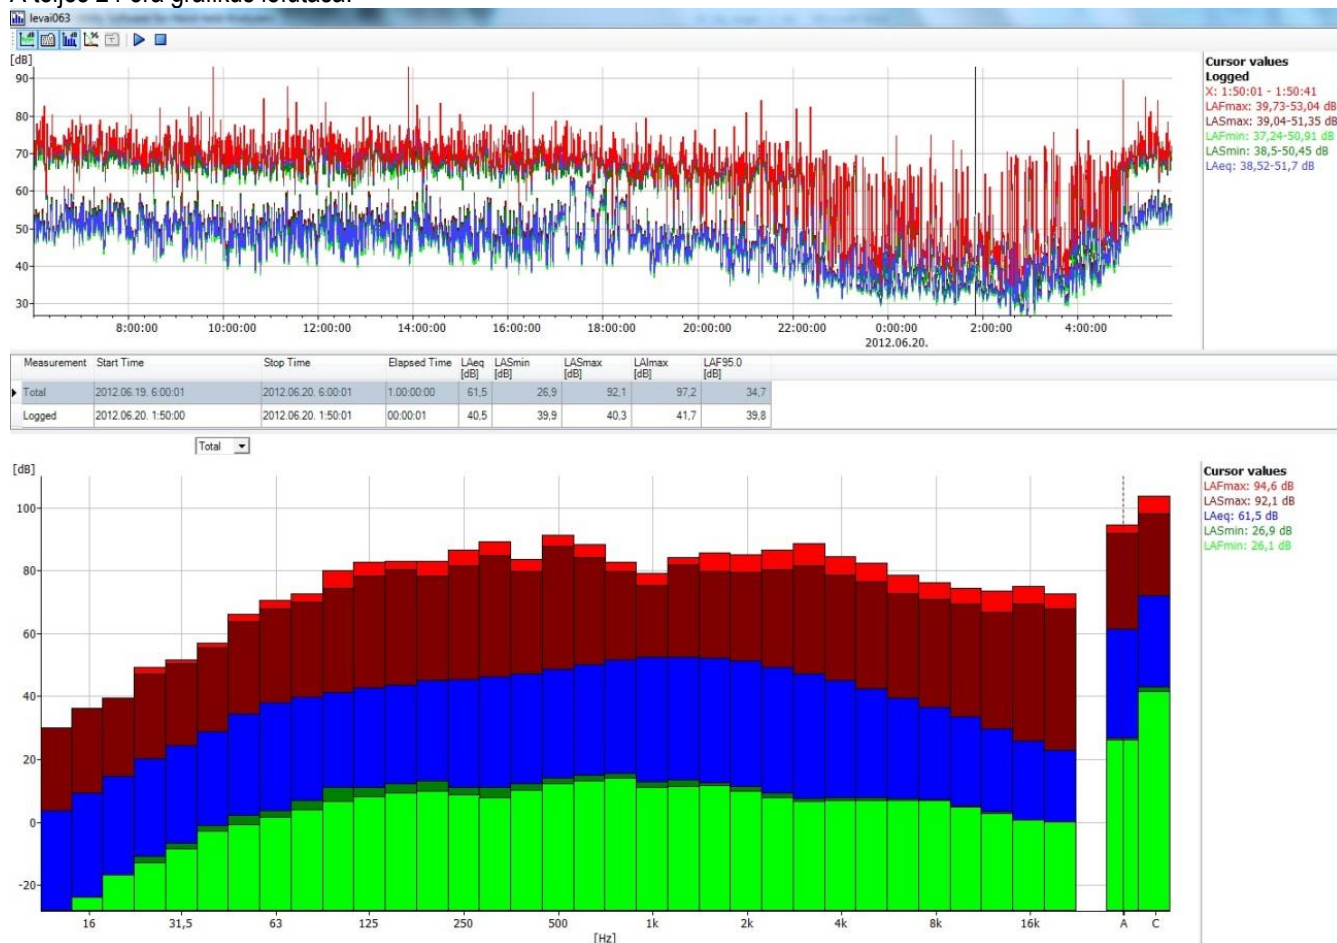 A teljes 24 óra grafikus lefutása:
levai063
[dB]
90
80
70
60
50
40
30
8:00:00 10:00:00 12:00:00 14:00:00 16:00:00 18:00:00 20:00:00 22:00:00 0:00:00 2:00:00 4:00:00
2012.06.20.
Cursor values
Logged
X: 1:50:01 - 1:50:41
LAFmax: 39,73-53,04 dB
LASmax: 39,04-51,35 dB
LAFmin: 37,24-50,91 dB
LASmin: 38,5-50,45 dB
LAeq: 38,52-51,7 dB
Measurement Start Time Stop Time Elapsed Time LAeq [dB] LASmin [dB] LASmax [dB] LAImax [dB] LAF95.0 [dB]
Total 2012.06.19. 6:00:01 2012.06.20. 6:00:01 1.00:00:00 61,5 26,9 92,1 97,2 34,7
Logged 2012.06.20. 1:50:00 2012.06.20. 1:50:01 00:00:01 40,5 39,9 40,3 41,7 39,8
Total
[dB]
100
80
60
40
20
0
-20
16 31,5 63 125 250 500 1k 2k 4k 8k 16k A C
[Hz]
Cursor values
LAFmax: 94,6 dB
LASmax: 92,1 dB
LAeq: 61,5 dB
LASmin: 26,9 dB
LAFmin: 26,1 dB